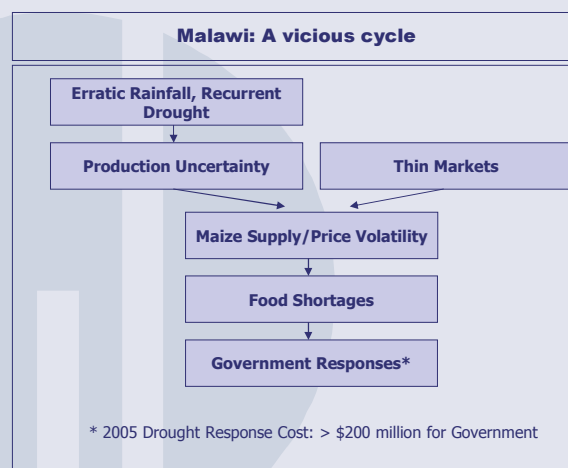 Malawi: A vicious cycle
Erratic Rainfall, Recurrent
Drought
Production Uncertainty
Thin Markets
Maize Supply/Price Volatility
Food Shortages
Government Responses*
* 2005 Drought Response Cost: > $200 million for Government